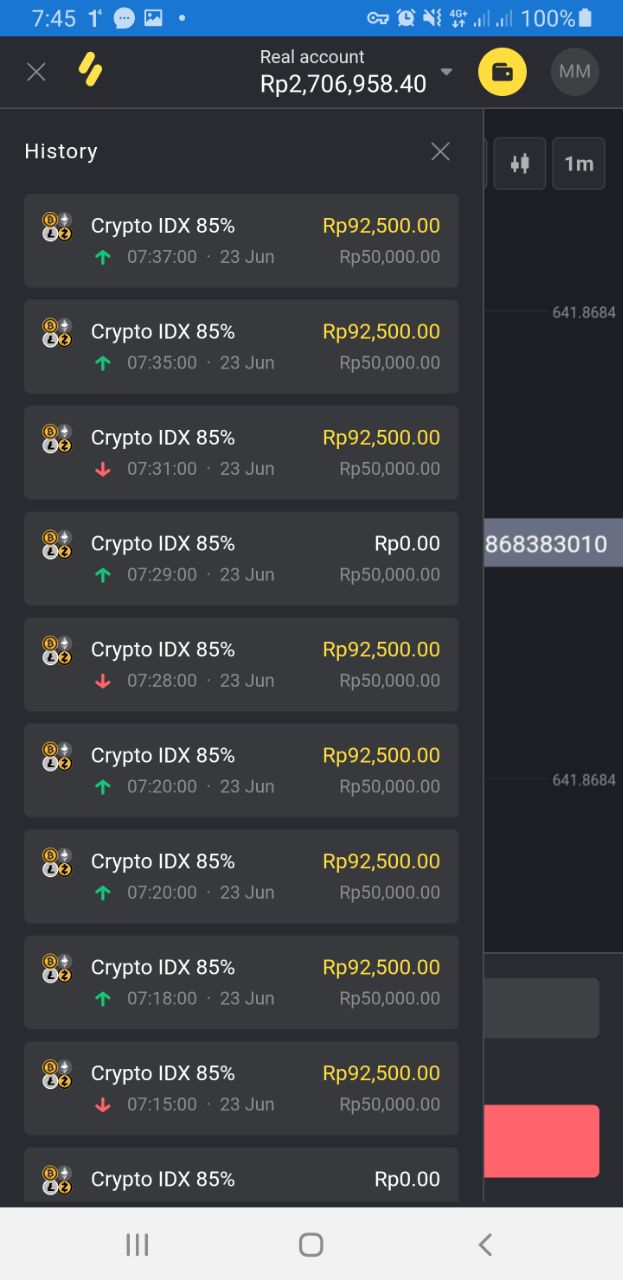 7:45
4G+
100%
Real account
Rp2,706,958.40
MM
History
1m
Crypto IDX 85% Rp92,500.00
07:37:00 · 23 Jun Rp50,000.00
641.8684
Crypto IDX 85% Rp92,500.00
07:35:00 · 23 Jun Rp50,000.00
Crypto IDX 85% Rp92,500.00
07:31:00 · 23 Jun Rp50,000.00
Crypto IDX 85% Rp0.00
868383010
07:29:00 · 23 Jun Rp50,000.00
Crypto IDX 85% Rp92,500.00
07:28:00 · 23 Jun Rp50,000.00
Crypto IDX 85% Rp92,500.00
641.8684
07:20:00 · 23 Jun Rp50,000.00
Crypto IDX 85% Rp92,500.00
07:20:00 · 23 Jun Rp50,000.00
Crypto IDX 85% Rp92,500.00
07:18:00 · 23 Jun Rp50,000.00
Crypto IDX 85% Rp92,500.00
07:15:00 · 23 Jun Rp50,000.00
Crypto IDX 85% Rp0.00